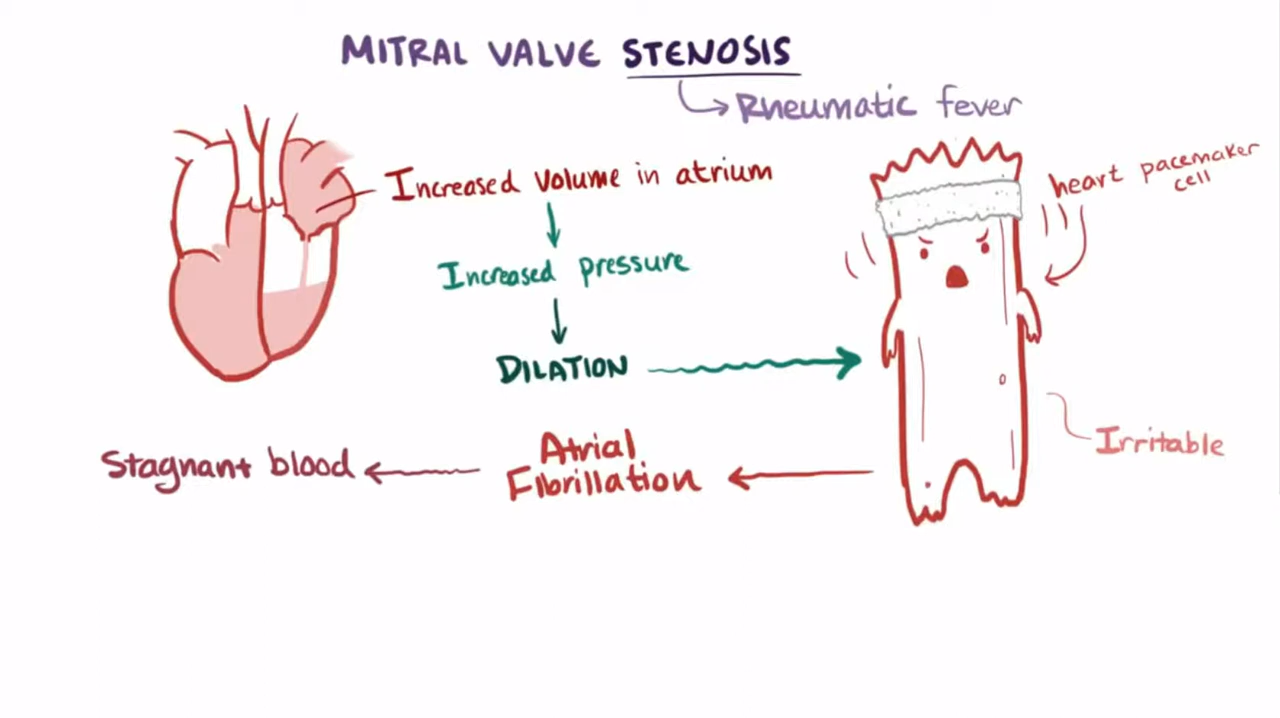 MITRAL VALVE STENOSIS
Rheumatic fever
Increased volume in atrium
heart pacemaker
cell
Increased pressure
DILATION
Irritable
Atrial
Fibrillation
Stagnant blood